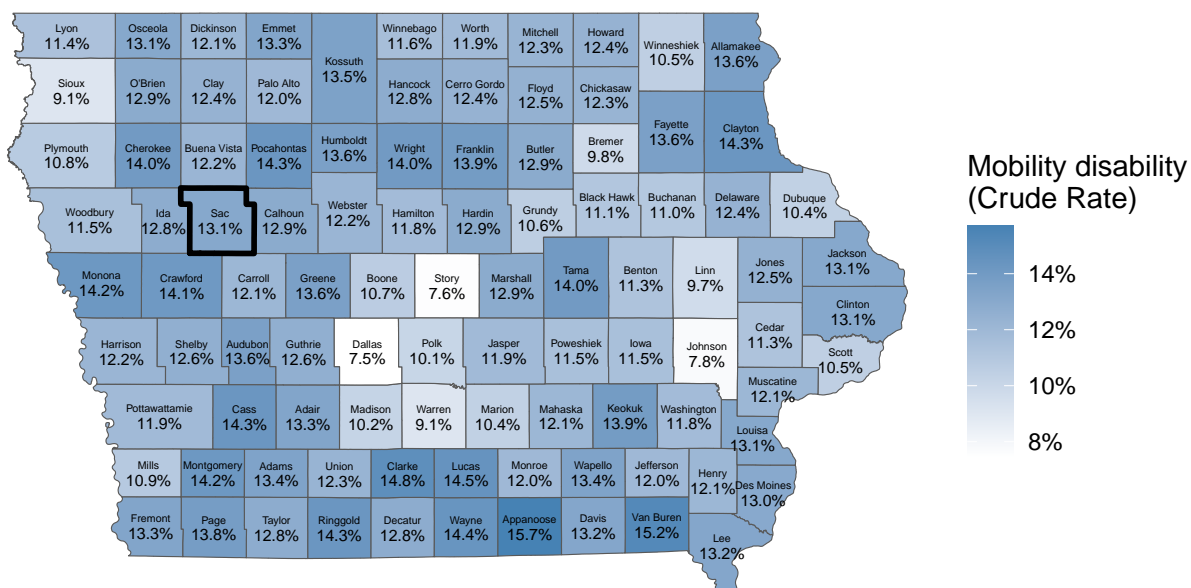 Lyon
11.4%
Osceola
13.1%
Dickinson
12.1%
Emmet
13.3%
Kossuth
13.5%
Winnebago
11.6%
Worth
11.9%
Mitchell
12.3%
Howard
12.4%
Winneshiek
10.5%
Allamakee
13.6%
Sioux
9.1%
O'Brien
12.9%
Clay
12.4%
Palo Alto
12.0%
Hancock
12.8%
Cerro Gordo
12.4%
Floyd
12.5%
Chickasaw
12.3%
Plymouth
10.8%
Cherokee
14.0%
Buena Vista
12.2%
Pocahontas
14.3%
Humboldt
13.6%
Wright
14.0%
Franklin
13.9%
Butler
12.9%
Bremer
9.8%
Fayette
13.6%
Clayton
14.3%
Woodbury
11.5%
Ida
12.8%
Sac
13.1%
Calhoun
12.9%
Webster
12.2%
Hamilton
11.8%
Hardin
12.9%
Grundy
10.6%
Black Hawk
11.1%
Buchanan
11.0%
Delaware
12.4%
Dubuque
10.4%
Monona
14.2%
Crawford
14.1%
Carroll
12.1%
Greene
13.6%
Boone
10.7%
Story
7.6%
Marshall
12.9%
Tama
14.0%
Benton
11.3%
Linn
9.7%
Jones
12.5%
Jackson
13.1%
Clinton
13.1%
Harrison
12.2%
Shelby
12.6%
Audubon
13.6%
Guthrie
12.6%
Dallas
7.5%
Polk
10.1%
Jasper
11.9%
Poweshiek
11.5%
Iowa
11.5%
Johnson
7.8%
Cedar
11.3%
Scott
10.5%
Muscatine
12.1%
Pottawattamie
11.9%
Cass
14.3%
Adair
13.3%
Madison
10.2%
Warren
9.1%
Marion
10.4%
Mahaska
12.1%
Keokuk
13.9%
Washington
11.8%
Louisa
13.1%
Mills
10.9%
Montgomery
14.2%
Adams
13.4%
Union
12.3%
Clarke
14.8%
Lucas
14.5%
Monroe
12.0%
Wapello
13.4%
Jefferson
12.0%
Henry
12.1%
Des Moines
13.0%
Fremont
13.3%
Page
13.8%
Taylor
12.8%
Ringgold
14.3%
Decatur
12.8%
Wayne
14.4%
Appanoose
15.7%
Davis
13.2%
Van Buren
15.2%
Lee
13.2%
Mobility disability
(Crude Rate)
14%
12%
10%
8%